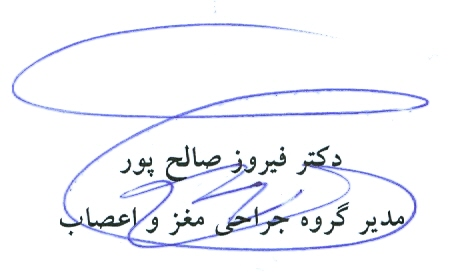 دکتر فیروز صالح پور
مدیر گروه جراحی مغز و اعصاب